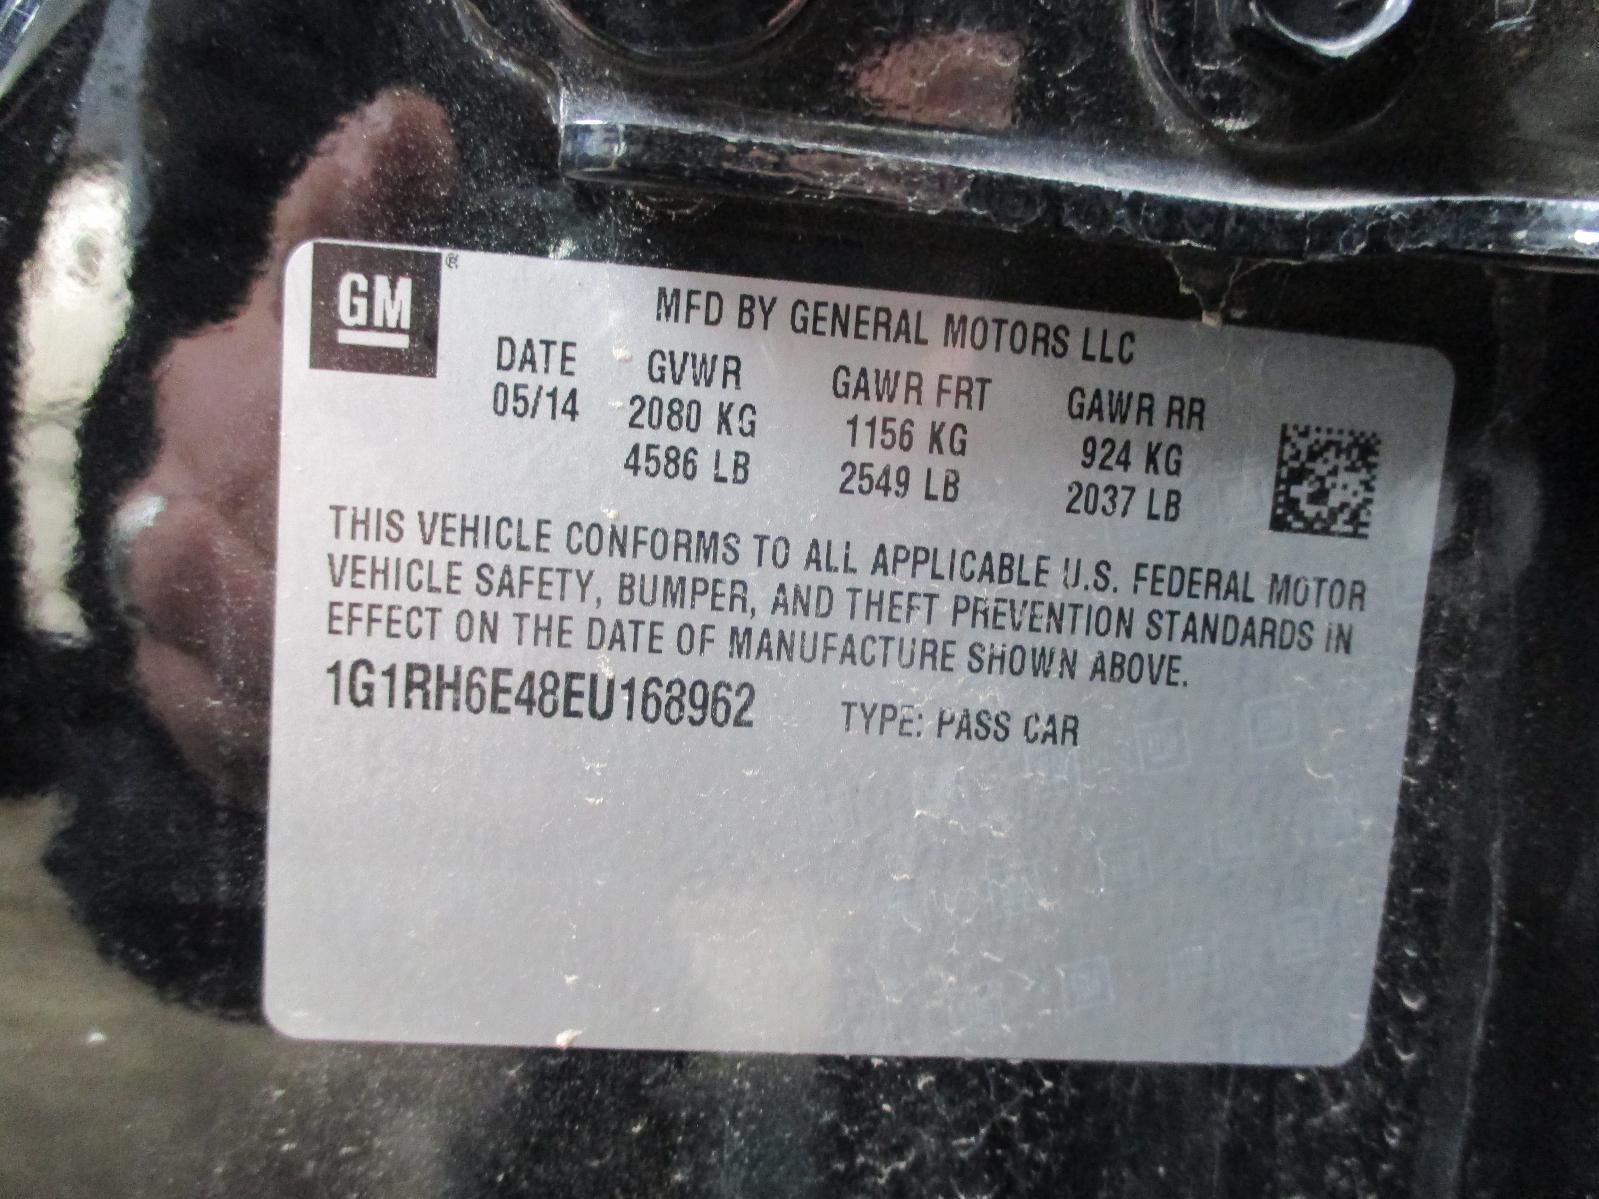 GM ®
MFD BY GENERAL MOTORS LLC
DATE GVWR GAWR FRT GAWR RR
05/14 2080 KG 1156 KG 924 KG
4586 LB 2549 LB 2037 LB
THIS VEHICLE CONFORMS TO ALL APPLICABLE U.S. FEDERAL MOTOR
VEHICLE SAFETY, BUMPER, AND THEFT PREVENTION STANDARDS IN
EFFECT ON THE DATE OF MANUFACTURE SHOWN ABOVE.
1G1RH6E48EU168962 TYPE: PASS CAR